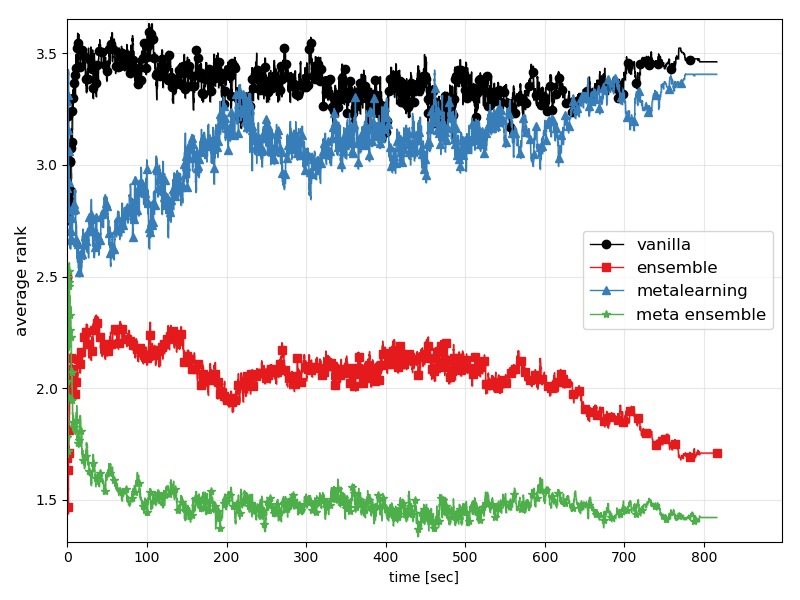 3.5
3.0
2.5
2.0
1.5
average rank
vanilla
ensemble
metalearning
meta ensemble
0 100 200 300 400 500 600 700 800
time [sec]